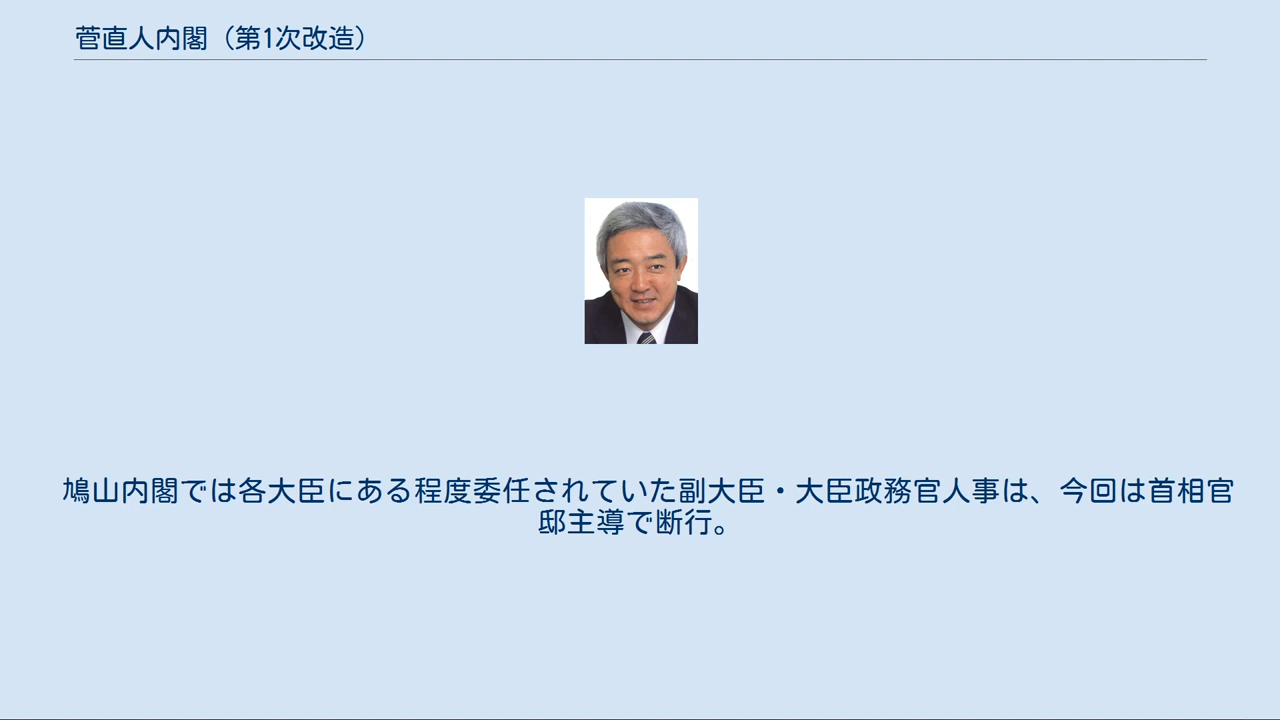 菅直人内閣（第1次改造）
鳩山内閣では各大臣にある程度委任されていた副大臣・大臣政務官人事は、今回は首相官
邸主導で断行。